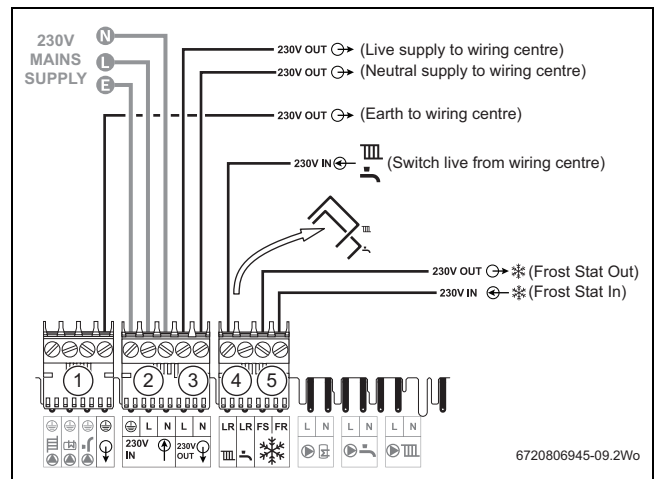 230V
MAINS
SUPPLY
N
L
E
230V OUT (Live supply to wiring centre)
230V OUT (Neutral supply to wiring centre)
230V OUT (Earth to wiring centre)
230V IN (Switch live from wiring centre)
230V OUT (Frost Stat Out)
230V IN (Frost Stat In)
1 2 3 4 5
L N L N LR LR FS FR L N L N L N
230V IN 230V OUT
6720806945-09.2Wo